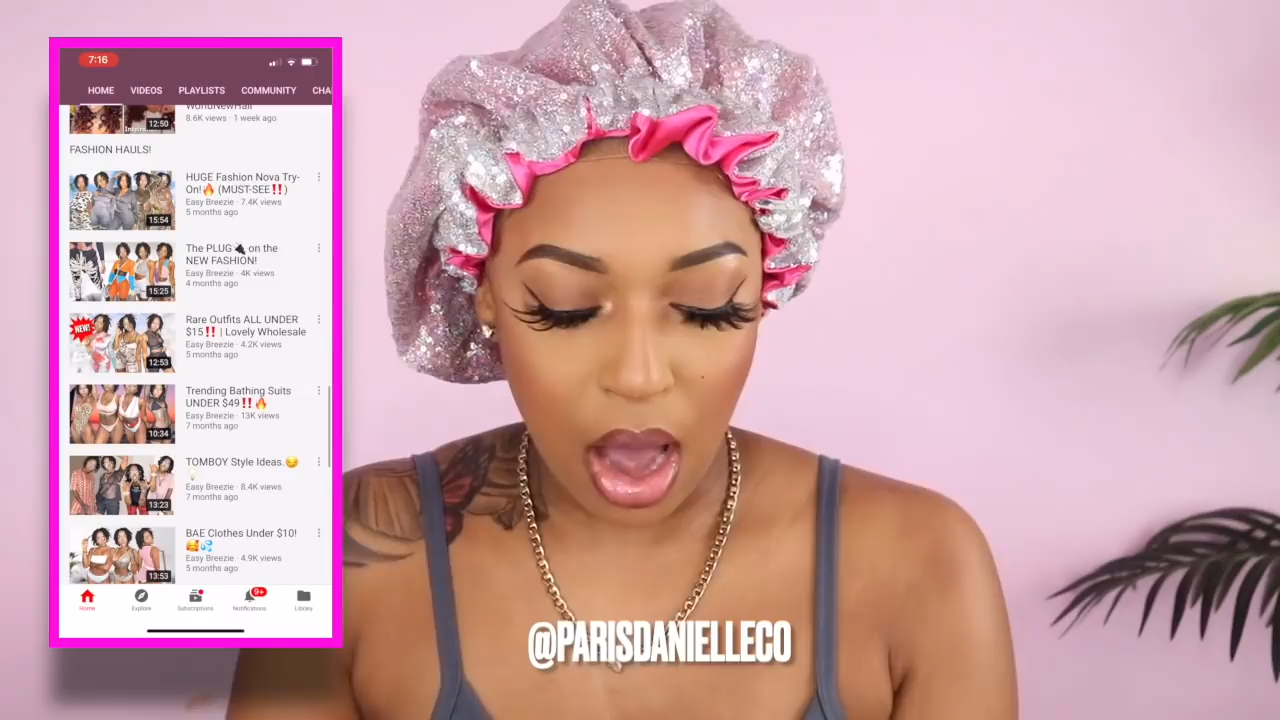 7:16
HOME VIDEOS PLAYLISTS COMMUNITY CHA
WorldNewHair
8.6K views · 1 week ago
12:50
FASHION HAULS!
HUGE Fashion Nova Try-
On!🔥 (MUST-SEE‼️)
Easy Breezie · 7.4K views
5 months ago
15:54
The PLUG🔌 on the
NEW FASHION!
Easy Breezie · 4K views
4 months ago
15:25
NEW!
Rare Outfits ALL UNDER
$15‼️ | Lovely Wholesale
Easy Breezie · 4.2K views
5 months ago
12:53
Trending Bathing Suits
UNDER $49‼️🔥
Easy Breezie · 13K views
7 months ago
10:34
TOMBOY Style Ideas.😏
💡
Easy Breezie · 8.4K views
7 months ago
13:23
BAE Clothes Under $10!
🥰💦
Easy Breezie · 4.9K views
5 months ago
13:53
9+
Home Explore Subscriptions Notifications Library
@PARISDANIELLECO